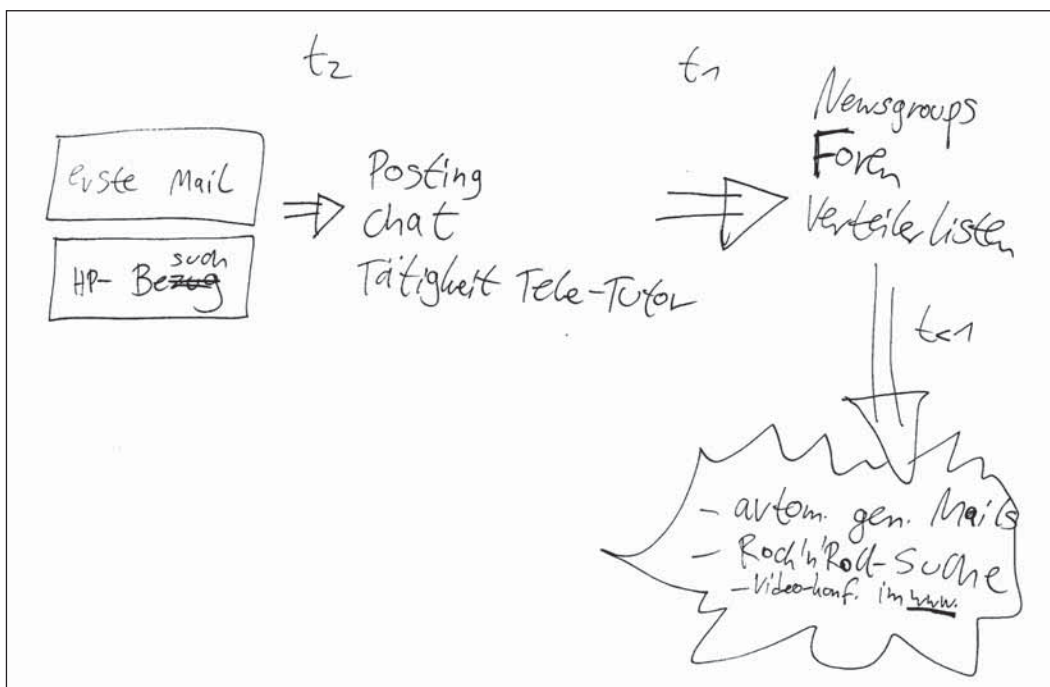 t2
t1
erste Mail
HP- Besuch
Posting
Chat
Tätigkeit Tele-Tutor
Newsgroups
Foren
Verteilerlisten
t<1
- autom. gen. Mails
- Rock'n'Roll-Suche
- Video-konf. im www.